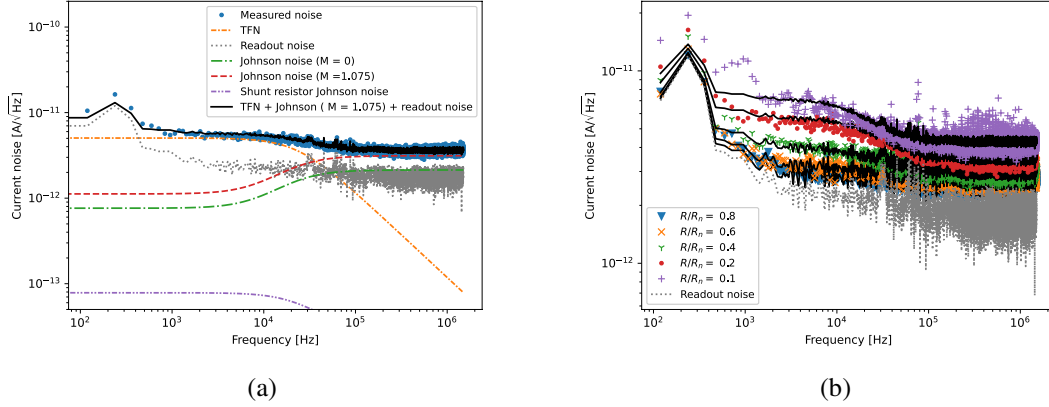 10⁻¹⁰
10⁻¹¹
10⁻¹²
10⁻¹³
Current noise [A/√Hz]
Measured noise
TFN
Readout noise
Johnson noise (M = 0)
Johnson noise (M =1.075)
Shunt resistor Johnson noise
TFN + Johnson ( M = 1.075) + readout noise
10² 10³ 10⁴ 10⁵ 10⁶
Frequency [Hz]
(a)
10⁻¹¹
10⁻¹²
Current noise [A/√Hz]
R/Rₙ = 0.8
R/Rₙ = 0.6
R/Rₙ = 0.4
R/Rₙ = 0.2
R/Rₙ = 0.1
Readout noise
10² 10³ 10⁴ 10⁵ 10⁶
Frequency [Hz]
(b)